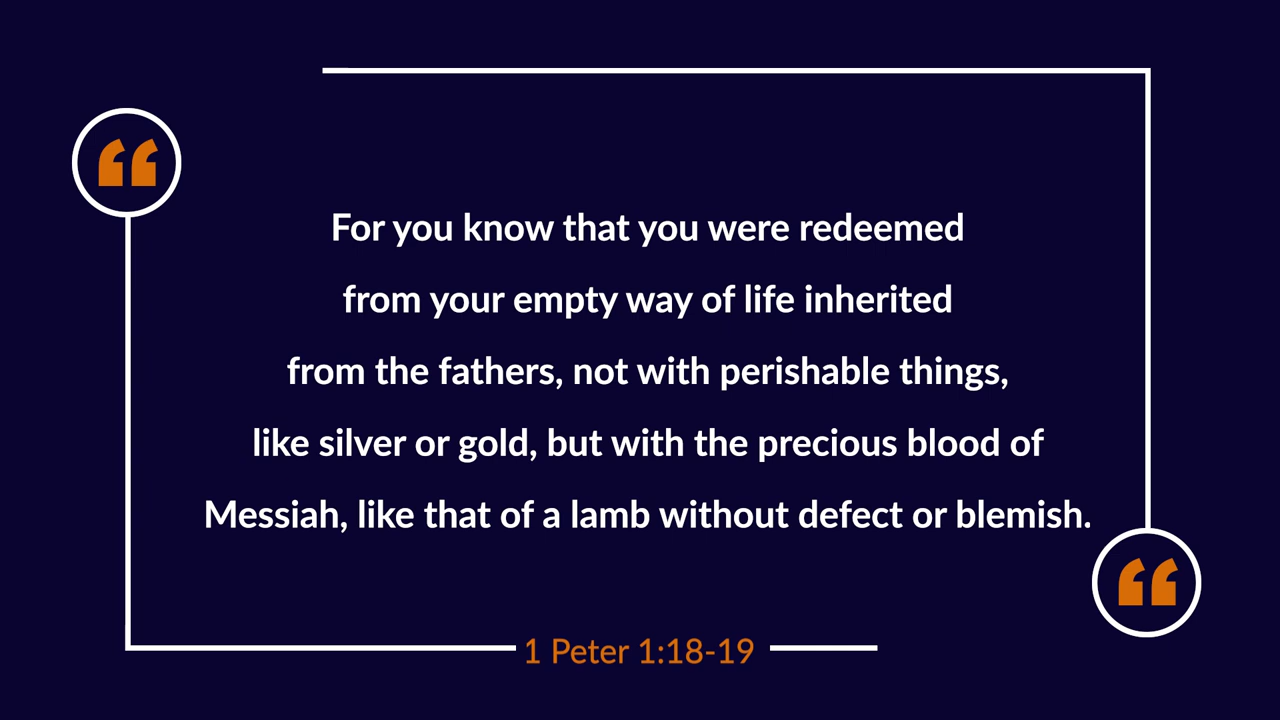 “
For you know that you were redeemed
from your empty way of life inherited
from the fathers, not with perishable things,
like silver or gold, but with the precious blood of
Messiah, like that of a lamb without defect or blemish.
“
1 Peter 1:18-19